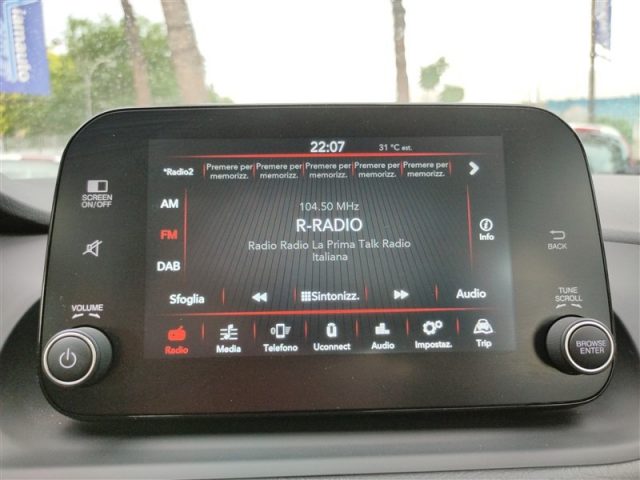 22:07 31 °C est.
*Radio2 Premere per memorizz. Premere per memorizz. Premere per memorizz. Premere per memorizz. Premere per memorizz.
SCREEN
ON/OFF
AM
104.50 MHz
R-RADIO
FM
Info
BACK
Radio Radio La Prima Talk Radio
Italiana
DAB
VOLUME
TUNE
SCROLL
Sfoglia Sintonizz. Audio
BROWSE
ENTER
Radio Media Telefono Uconnect Audio Impostaz. Trip